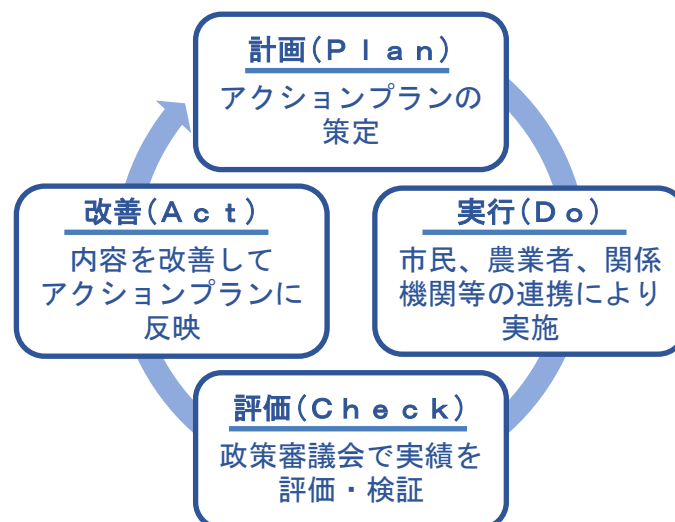 計画(Plan)
アクションプランの
策定
実行(Do)
市民、農業者、関係
機関等の連携により
実施
評価(Check)
政策審議会で実績を
評価・検証
改善(Act)
内容を改善して
アクションプランに
反映